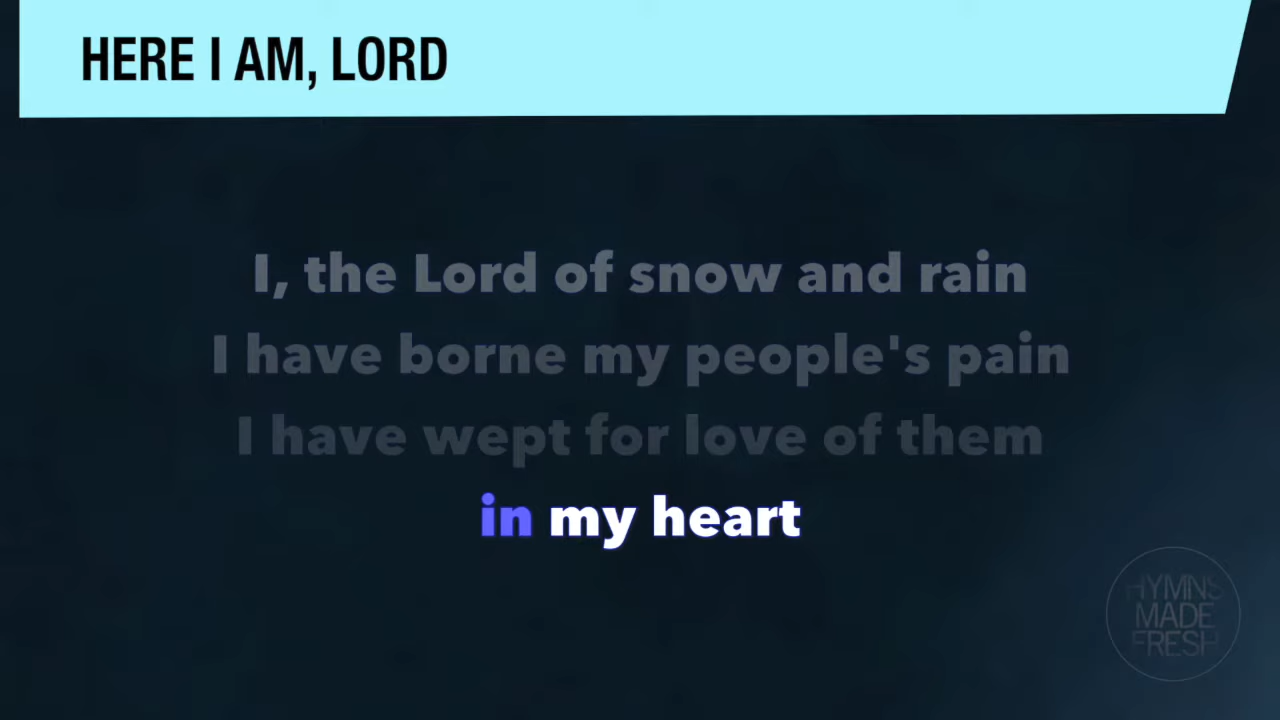 HERE I AM, LORD
I, the Lord of snow and rain
I have borne my people's pain
I have wept for love of them
in my heart
HYMNS
MADE
FRESH